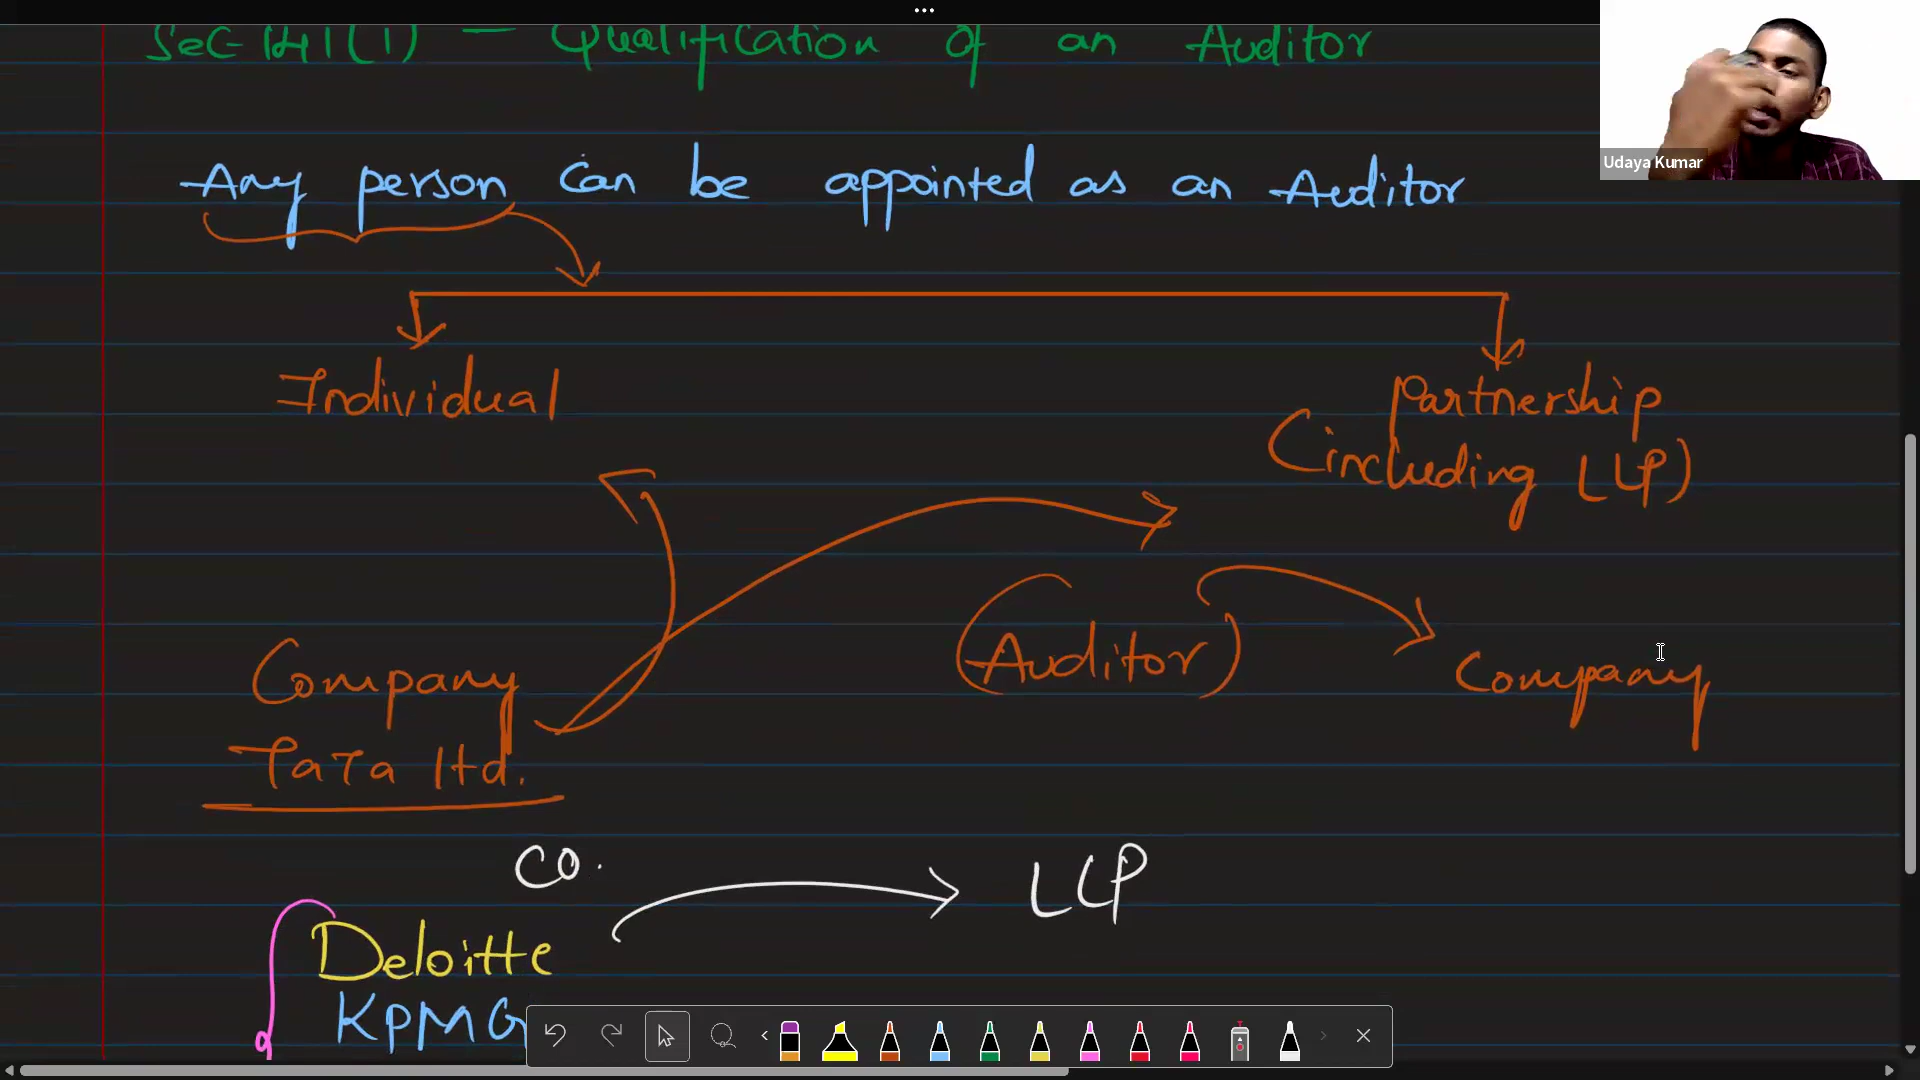 Sec 141(1) - Qualification of an Auditor
Udaya Kumar
Any person can be appointed as an Auditor
Individual
Partnership
(including LLP)
(Auditor)
Company
Company
TaTa ltd.
CO.
LLP
Deloitte
KPMG